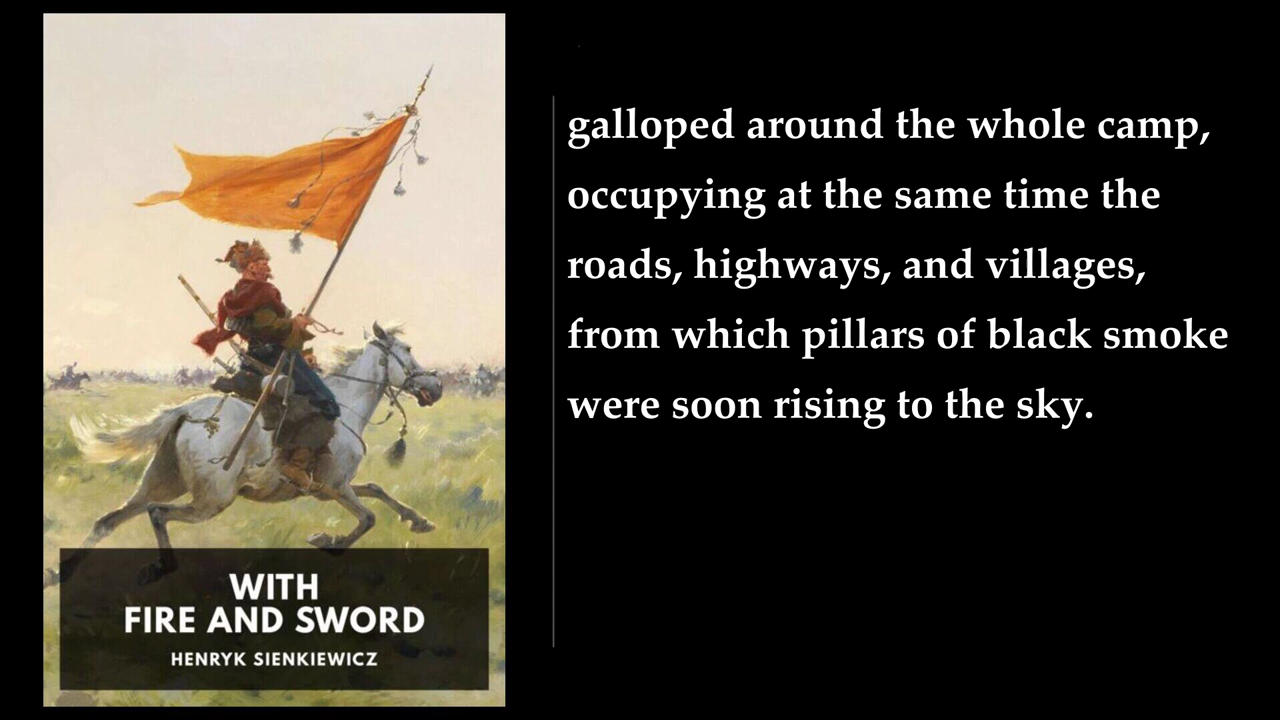 galloped around the whole camp,
occupying at the same time the
roads, highways, and villages,
from which pillars of black smoke
were soon rising to the sky.
WITH
FIRE AND SWORD
HENRYK SIENKIEWICZ